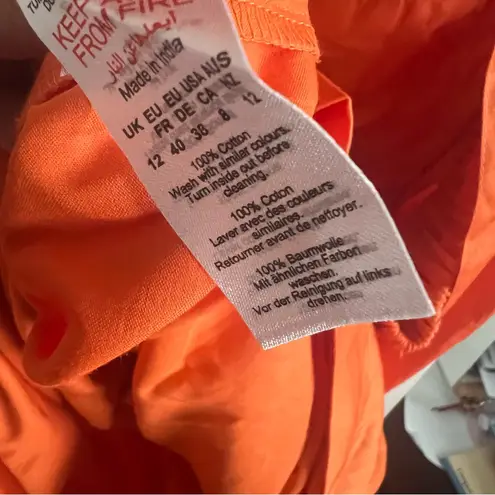 KEEP
FROM FIRE
Made in India
UK EU EU USA AUS
FR DE CA NZ
12 40 38 8 12
100% Cotton
Wash with similar colours.
Turn inside out before
cleaning.
100% Coton
Laver avec des couleurs
similaires.
Retourner avant de nettoyer.
100% Baumwolle
Mit ähnlichen Farben
waschen.
Vor der Reinigung auf links
drehen.